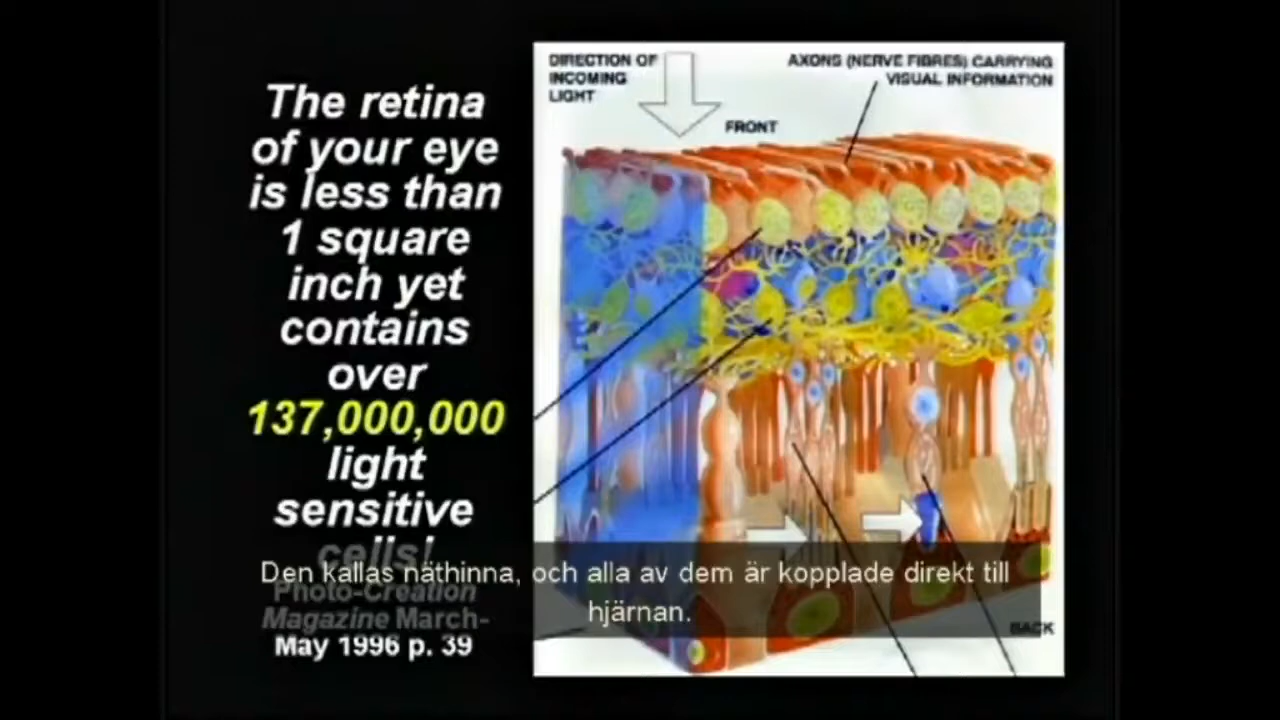 The retina
of your eye
is less than
1 square
inch yet
contains
over
137,000,000
light
sensitive
cells!
Photo-Creation
Magazine March-
May 1996 p. 39
DIRECTION OF
INCOMING
LIGHT
FRONT
AXONS (NERVE FIBRES) CARRYING
VISUAL INFORMATION
BACK
Den kallas näthinna, och alla av dem är kopplade direkt till
hjärnan.